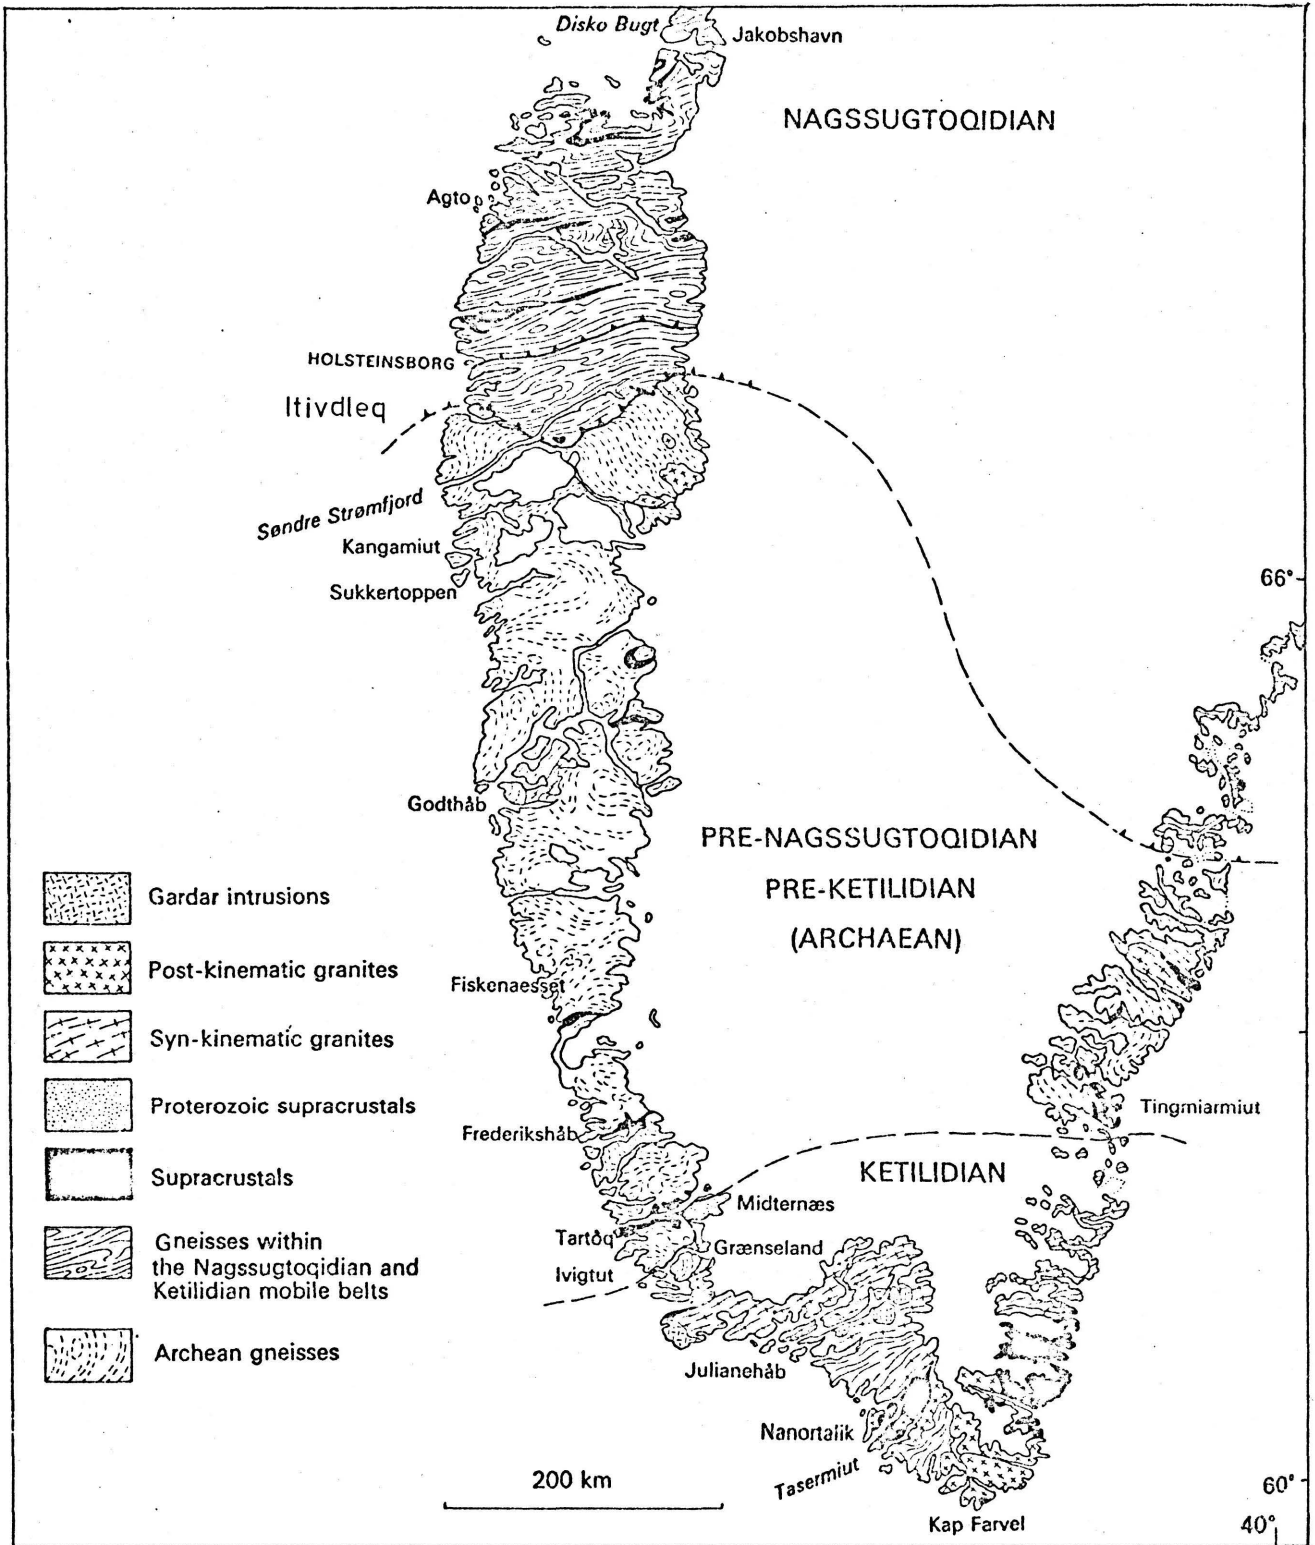 Disko Bugt
Jakobshavn
NAGSSUGTOQIDIAN
Agto
HOLSTEINSBORG
Itivdleq
Søndre Strømfjord
Kangamiut
Sukkertoppen
66°
Godthåb
PRE-NAGSSUGTOQIDIAN
PRE-KETILIDIAN
(ARCHAEAN)
Gardar intrusions
Post-kinematic granites
Fiskenaesset
Syn-kinematic granites
Proterozoic supracrustals
Tingmiarmiut
Frederikshåb
KETILIDIAN
Supracrustals
Midternæs
Tartôq
Grænseland
Gneisses within
the Nagssugtoqidian and
Ketilidian mobile belts
Ivigtut
Archean gneisses
Julianehåb
Nanortalik
Tasermiut
200 km
60°
Kap Farvel
40°